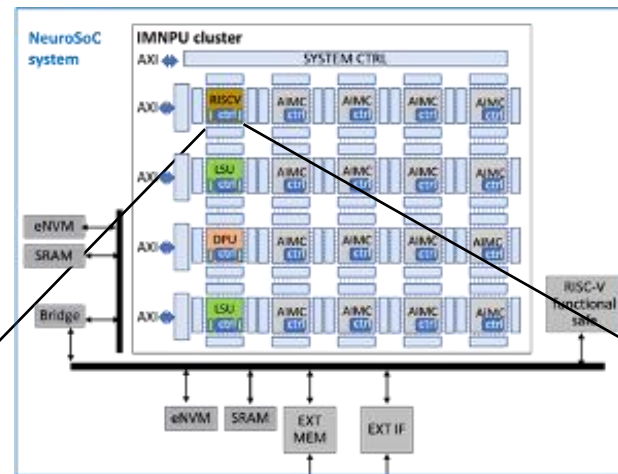 NeuroSoC system
IMNPU cluster
AXI
SYSTEM CTRL
AXI
RISCV ctrl
AIMC ctrl
AIMC ctrl
AIMC ctrl
AIMC ctrl
AXI
LSU ctrl
AIMC ctrl
AIMC ctrl
AIMC ctrl
AIMC ctrl
AXI
DPU ctrl
AIMC ctrl
AIMC ctrl
AIMC ctrl
AIMC ctrl
AXI
LSU ctrl
AIMC ctrl
AIMC ctrl
AIMC ctrl
AIMC ctrl
eNVM
SRAM
Bridge
RISC-V
functional
safe
eNVM
SRAM
EXT
MEM
EXT IF